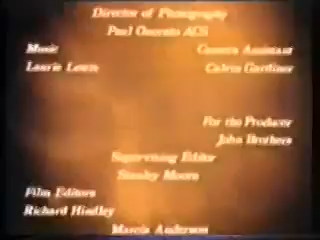 Director of Photography
Paul Onorato ACS
Music
Camera Assistant
Laurie Lewis
Calvin Gardiner
For the Producer
John Brothers
Supervising Editor
Stanley Moore
Film Editors
Richard Hindley
Marcia Anderson